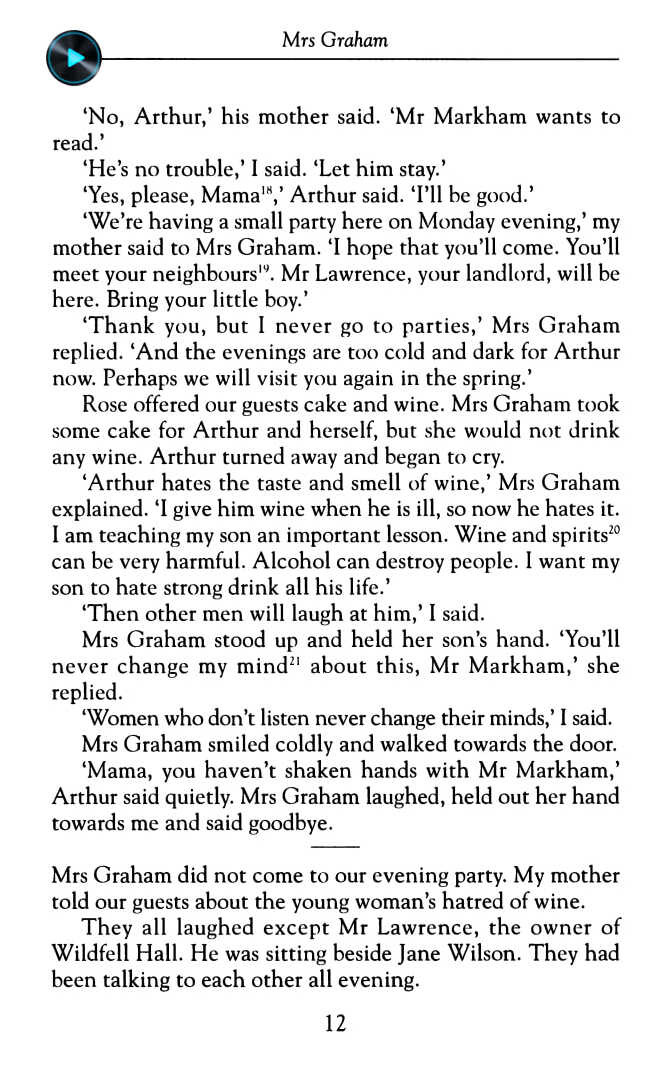 Mrs Graham
‘No, Arthur,’ his mother said. ‘Mr Markham wants to
read.’
‘He’s no trouble,’ I said. ‘Let him stay.’
‘Yes, please, Mama¹⁸,’ Arthur said. ‘I’ll be good.’
‘We’re having a small party here on Monday evening,’ my
mother said to Mrs Graham. ‘I hope that you’ll come. You’ll
meet your neighbours¹⁹. Mr Lawrence, your landlord, will be
here. Bring your little boy.’
‘Thank you, but I never go to parties,’ Mrs Graham
replied. ‘And the evenings are too cold and dark for Arthur
now. Perhaps we will visit you again in the spring.’
Rose offered our guests cake and wine. Mrs Graham took
some cake for Arthur and herself, but she would not drink
any wine. Arthur turned away and began to cry.
‘Arthur hates the taste and smell of wine,’ Mrs Graham
explained. ‘I give him wine when he is ill, so now he hates it.
I am teaching my son an important lesson. Wine and spirits²⁰
can be very harmful. Alcohol can destroy people. I want my
son to hate strong drink all his life.’
‘Then other men will laugh at him,’ I said.
Mrs Graham stood up and held her son’s hand. ‘You’ll
never change my mind²¹ about this, Mr Markham,’ she
replied.
‘Women who don’t listen never change their minds,’ I said.
Mrs Graham smiled coldly and walked towards the door.
‘Mama, you haven’t shaken hands with Mr Markham,’
Arthur said quietly. Mrs Graham laughed, held out her hand
towards me and said goodbye.
Mrs Graham did not come to our evening party. My mother
told our guests about the young woman’s hatred of wine.
They all laughed except Mr Lawrence, the owner of
Wildfell Hall. He was sitting beside Jane Wilson. They had
been talking to each other all evening.
12